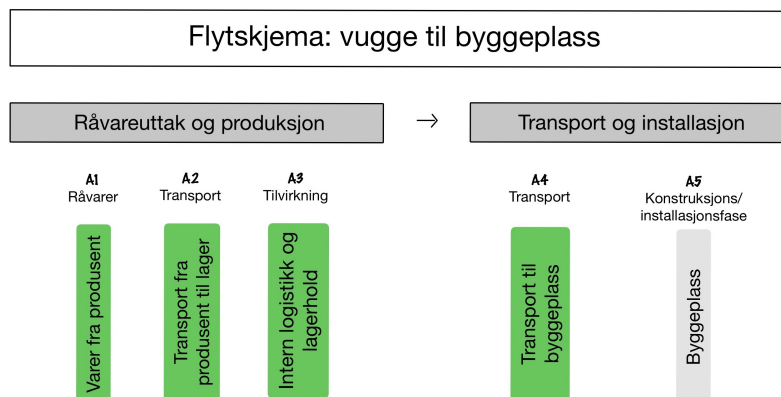 Flytskjema: vugge til byggeplass
Råvareuttak og produksjon
→
Transport og installasjon
A1
Råvarer
A2
Transport
A3
Tilvirkning
A4
Transport
A5
Konstruksjons/
installasjonsfase
Varer fra produsent
Transport fra
produsent til lager
Intern logistikk og
lagerhold
Transport til
byggeplass
Byggeplass